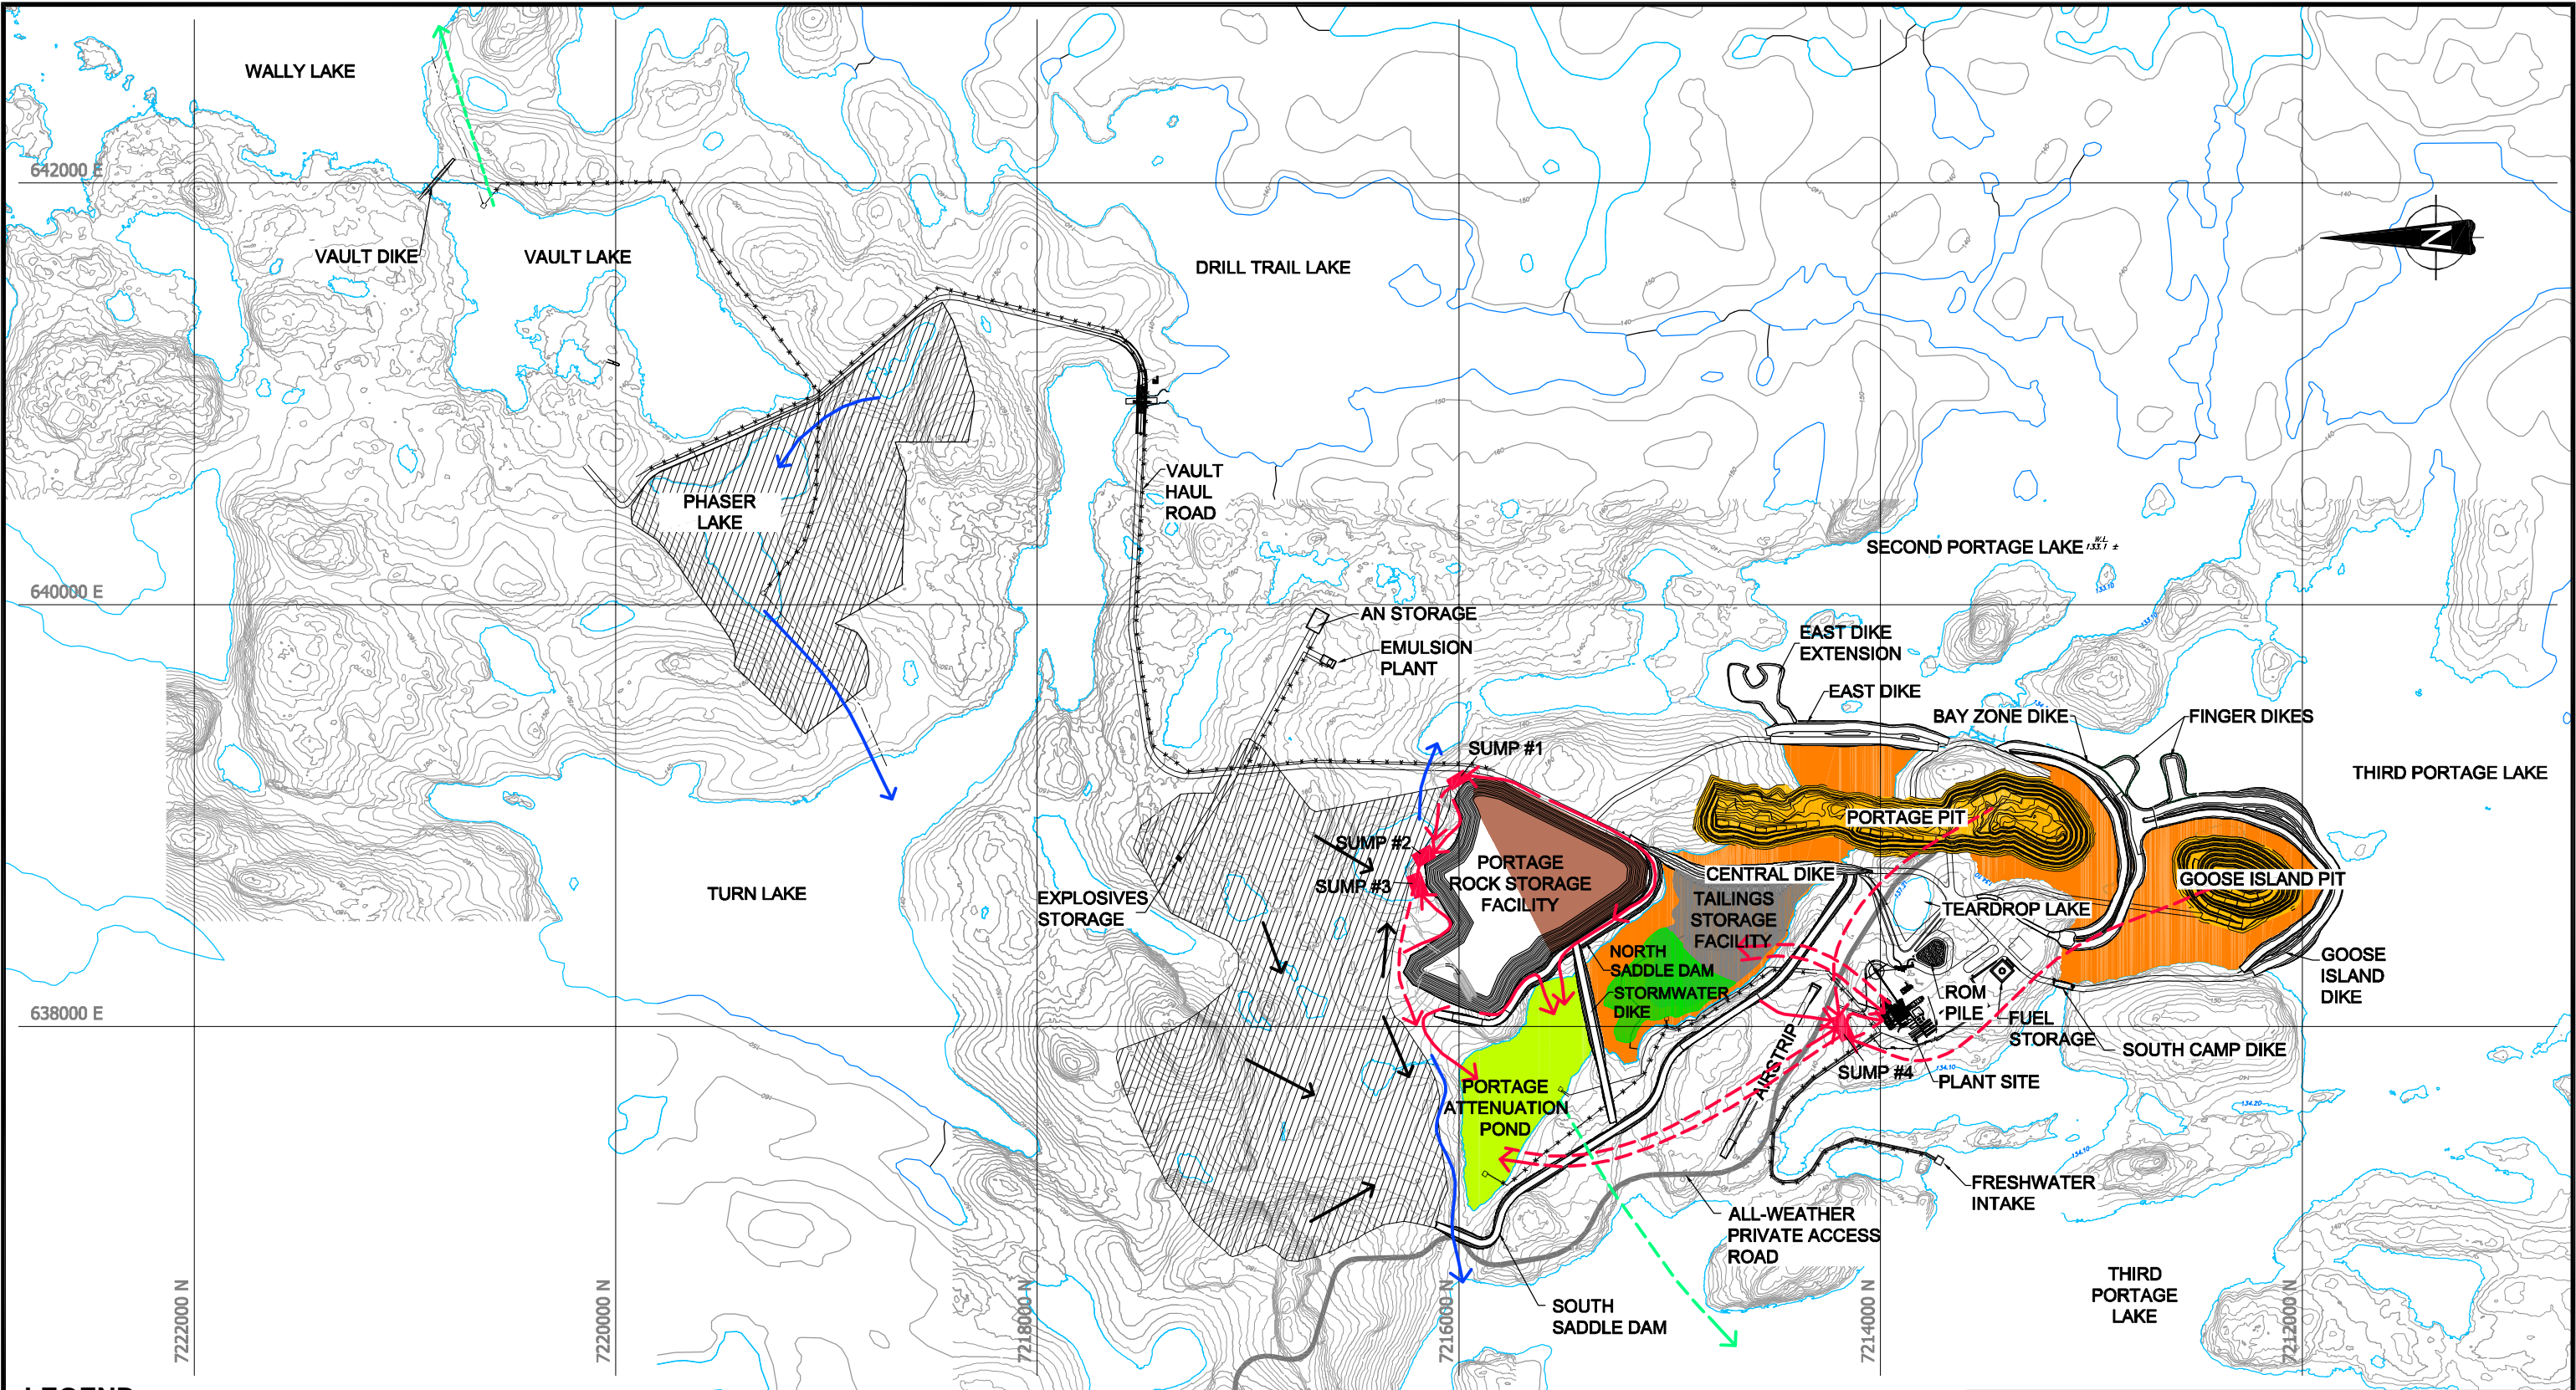 WALLY LAKE
642000 E
VAULT DIKE
VAULT LAKE
DRILL TRAIL LAKE
N
VAULT
HAUL
ROAD
PHASER
LAKE
SECOND PORTAGE LAKE
W.L.
133.1 ±
640000 E
AN STORAGE
EMULSION
PLANT
EAST DIKE
EXTENSION
EAST DIKE
BAY ZONE DIKE
FINGER DIKES
THIRD PORTAGE LAKE
SUMP #1
SUMP #2
SUMP #3
PORTAGE
ROCK STORAGE
FACILITY
PORTAGE PIT
CENTRAL DIKE
GOOSE ISLAND PIT
TURN LAKE
EXPLOSIVES
STORAGE
TAILINGS
STORAGE
FACILITY
TEARDROP LAKE
NORTH
SADDLE DAM
STORMWATER
DIKE
GOOSE
ISLAND
DIKE
ROM
PILE
638000 E
FUEL
STORAGE
SOUTH CAMP DIKE
AIRSTRIP
SUMP #4
PLANT SITE
PORTAGE
ATTENUATION
POND
FRESHWATER
INTAKE
ALL-WEATHER
PRIVATE ACCESS
ROAD
THIRD
PORTAGE
LAKE
SOUTH
SADDLE DAM
7222000 N
7220000 N
7218000 N
7216000 N
7214000 N
7212000 N
LEGEND